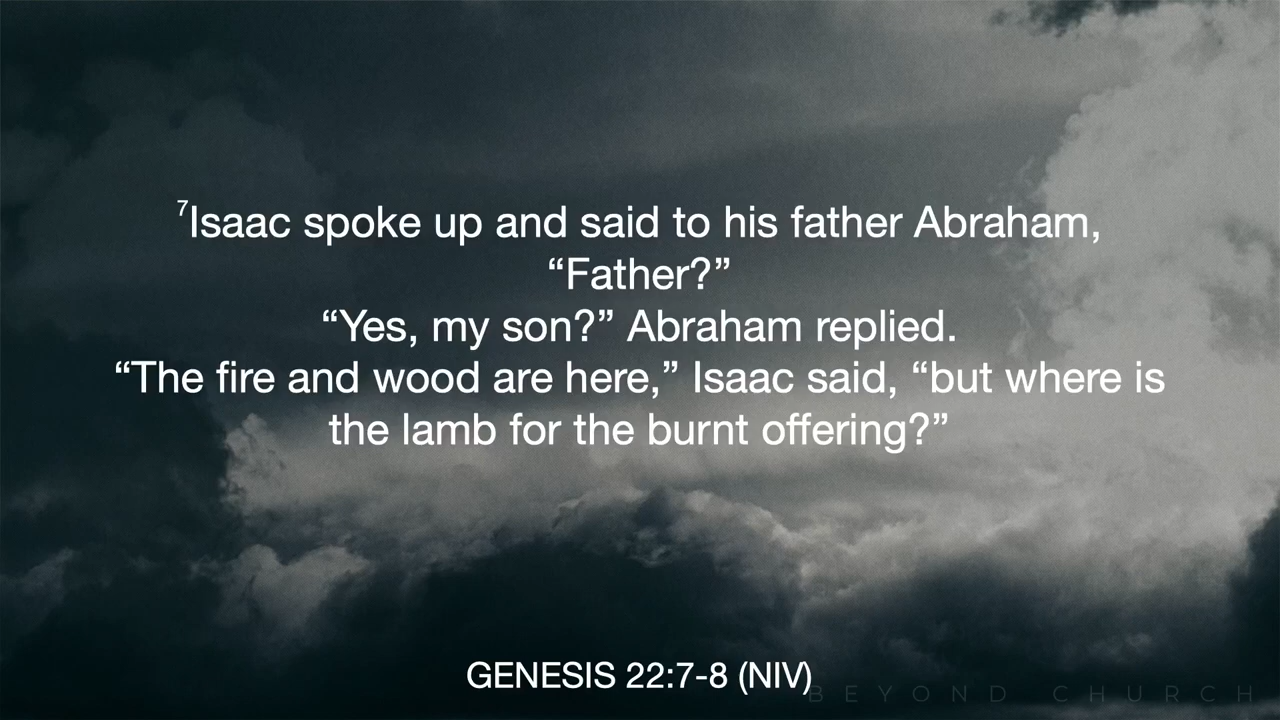 ⁷Isaac spoke up and said to his father Abraham,
“Father?”
“Yes, my son?” Abraham replied.
“The fire and wood are here,” Isaac said, “but where is
the lamb for the burnt offering?”
GENESIS 22:7-8 (NIV)
BEYOND CHURCH